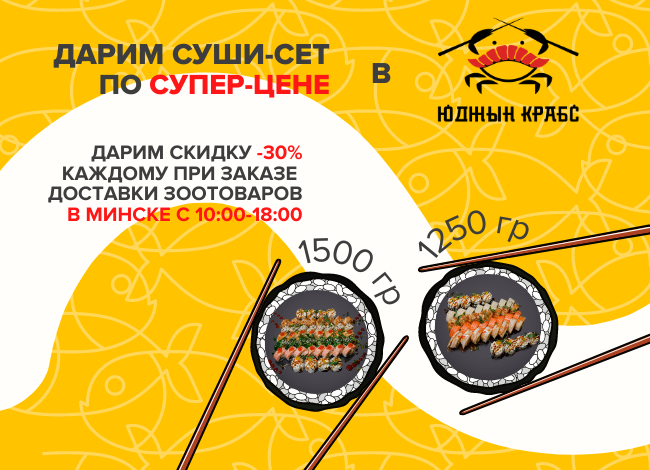 ДАРИМ СУШИ-СЕТ
ПО СУПЕР-ЦЕНЕ
В
ЮДЖЫН КРАБС
ДАРИМ СКИДКУ -30%
КАЖДОМУ ПРИ ЗАКАЗЕ
ДОСТАВКИ ЗООТОВАРОВ
В МИНСКЕ С 10:00-18:00
1500 гр
1250 гр